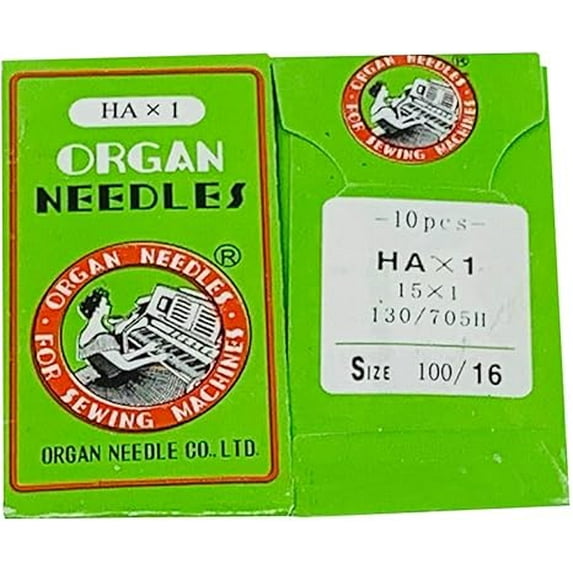 HA × 1
ORGAN
NEEDLES
®
· ORGAN NEEDLES ·
FOR SEWING MACHINES
ORGAN NEEDLE CO., LTD.
®
· ORGAN NEEDLES ·
FOR SEWING MACHINES
-10pcs-
HA×1
15×1
130/705H
SIZE 100/16